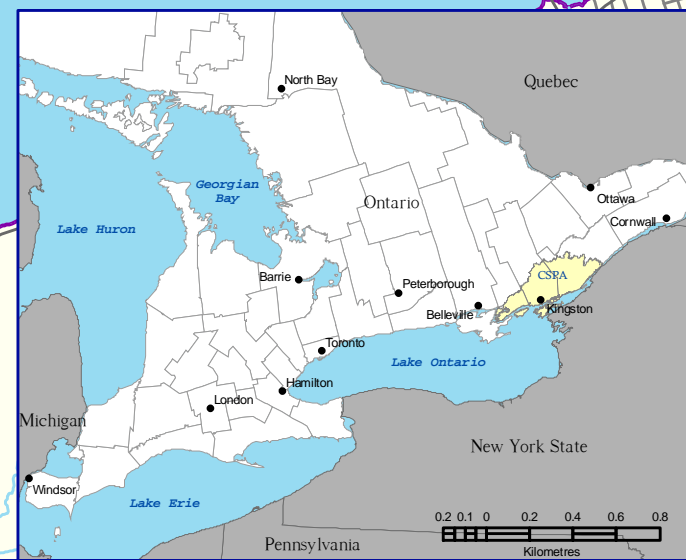 North Bay
Quebec
Georgian
Bay
Ottawa
Ontario
Cornwall
Lake Huron
CSPA
Barrie
Peterborough
Kingston
Belleville
Toronto
Lake Ontario
Hamilton
London
Michigan
New York State
Windsor
Lake Erie
0.2 0.1 0 0.2 0.4 0.6 0.8
Kilometres
Pennsylvania